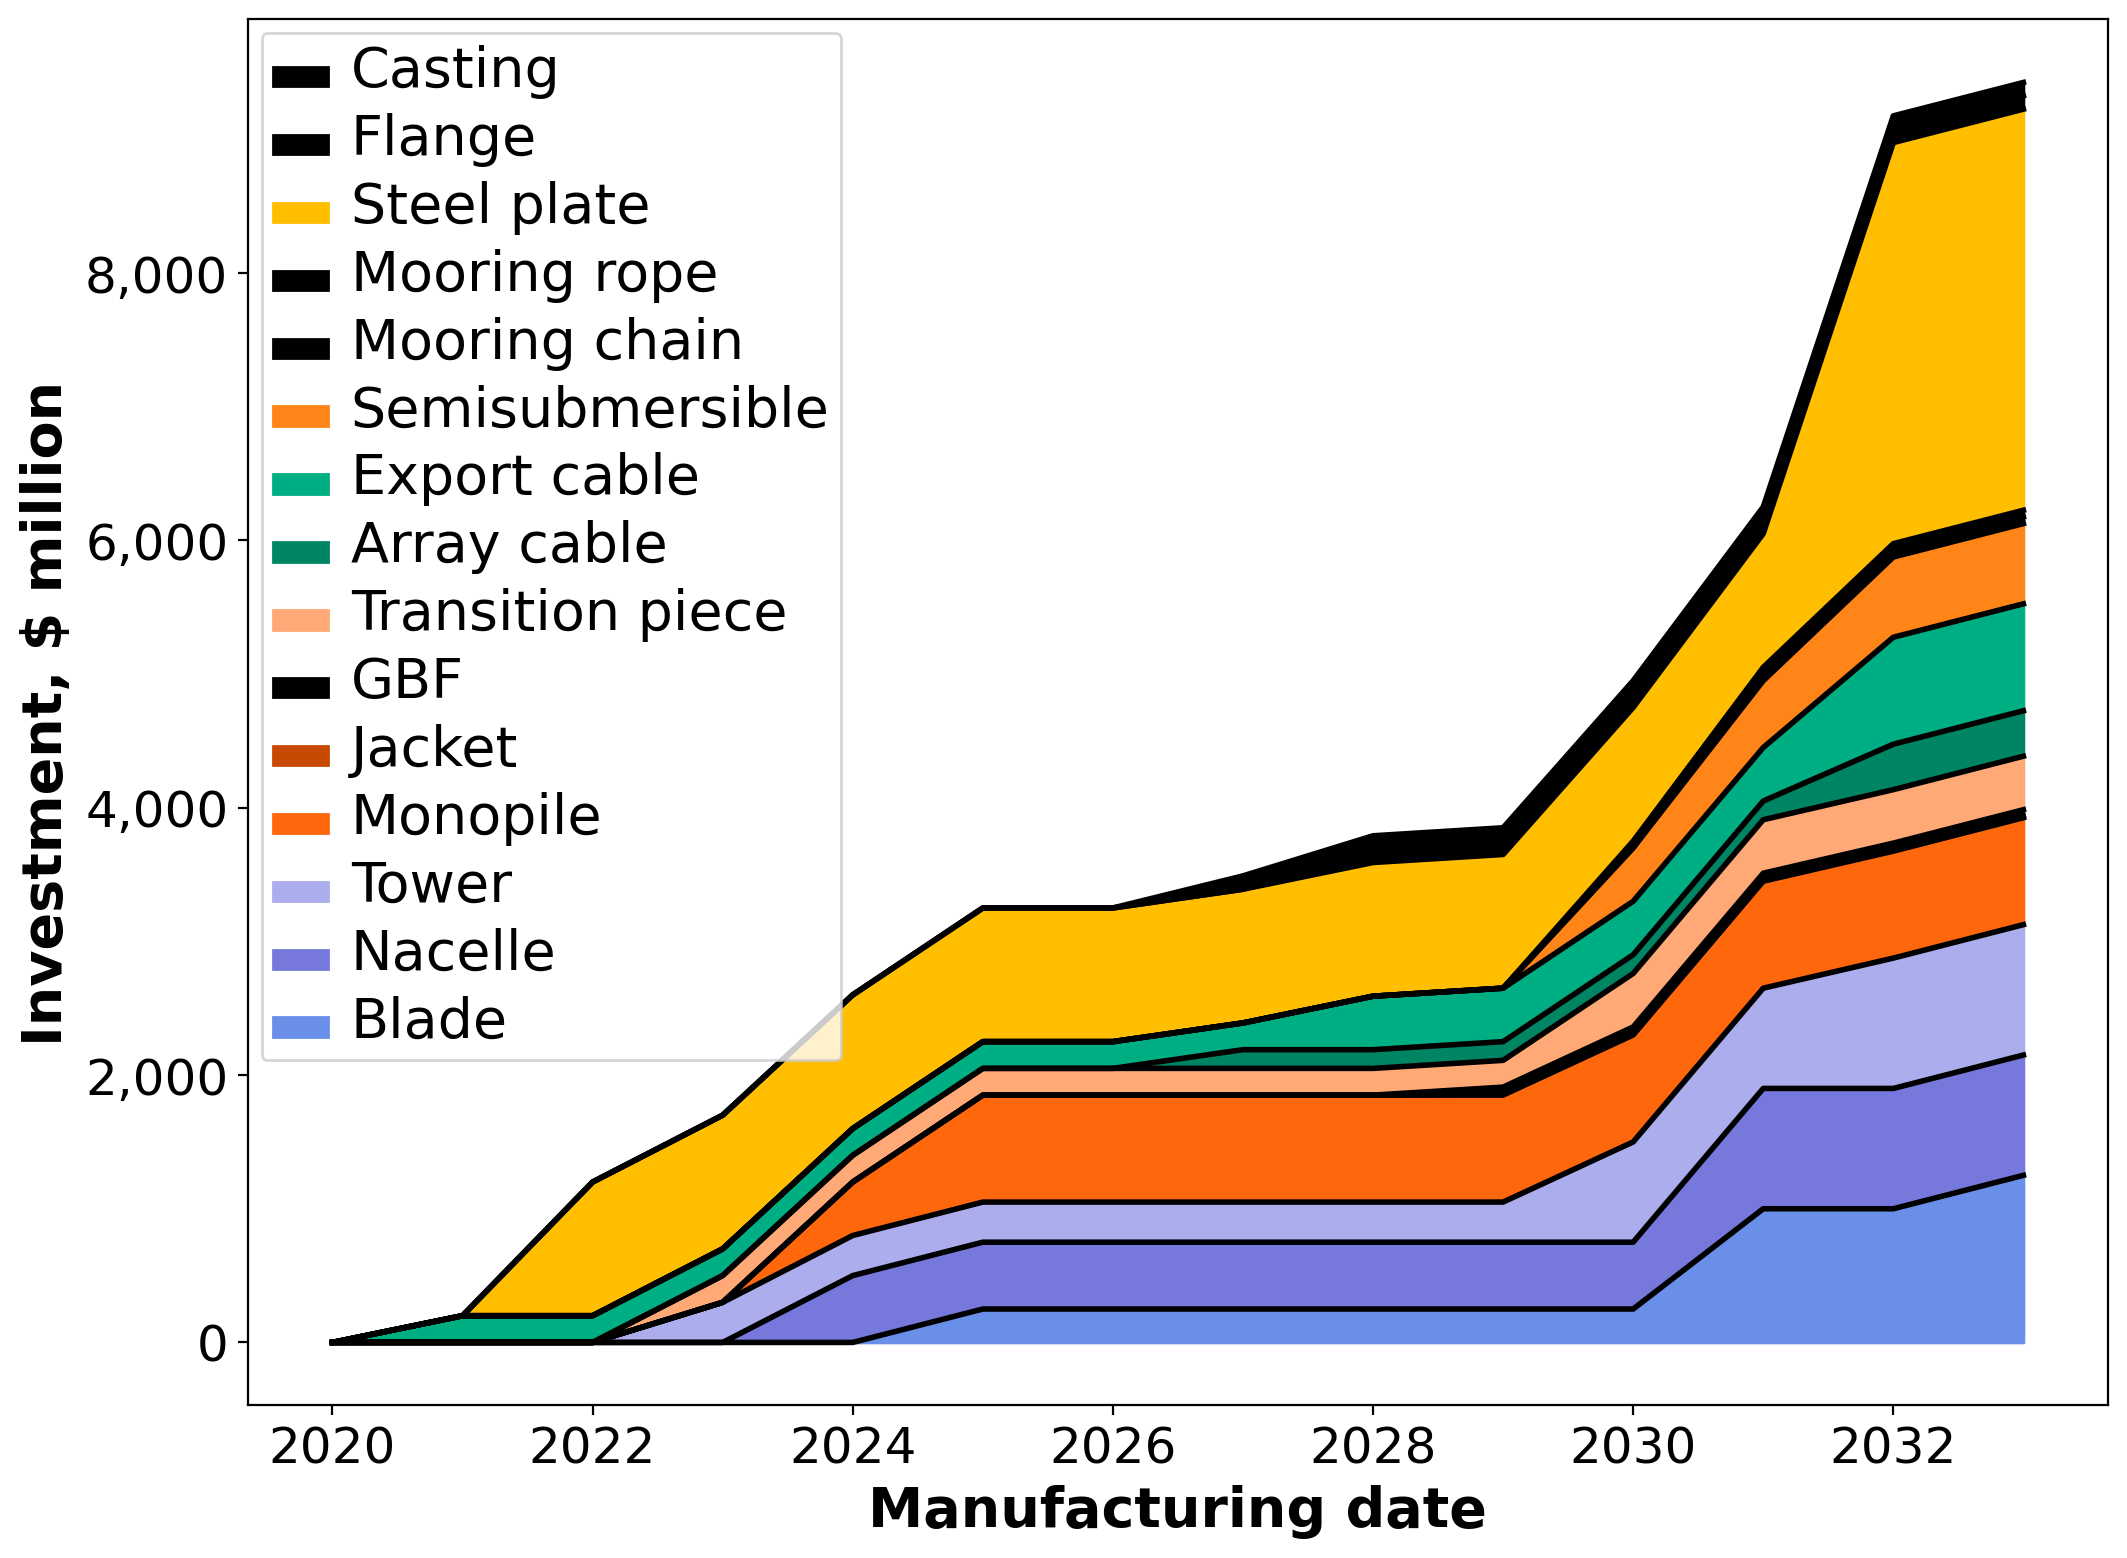 Casting
Flange
Steel plate
Mooring rope
Mooring chain
Semisubmersible
Export cable
Array cable
Transition piece
GBF
Jacket
Monopile
Tower
Nacelle
Blade
Investment, $ million
8,000
6,000
4,000
2,000
0
2020 2022 2024 2026 2028 2030 2032
Manufacturing date